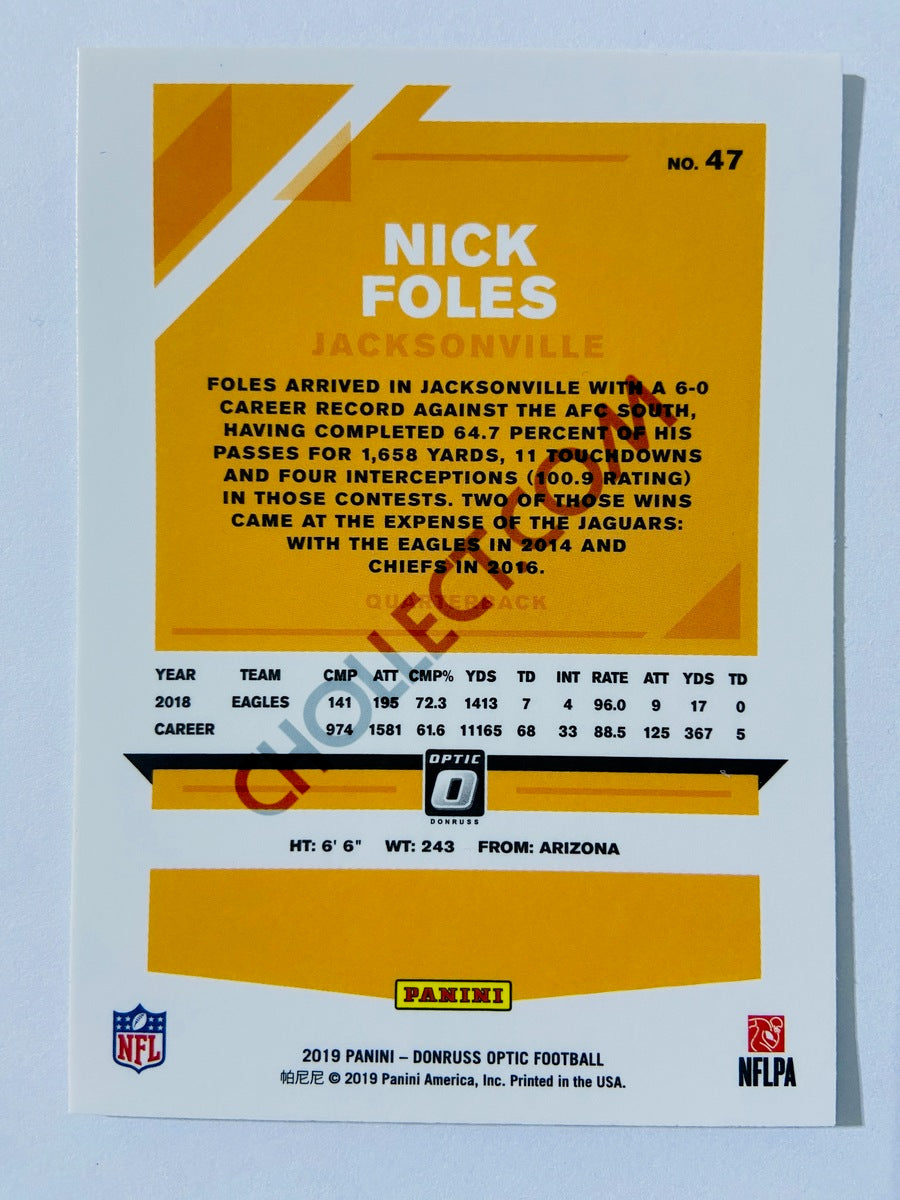 NO. 47
NICK
FOLES
JACKSONVILLE
FOLES ARRIVED IN JACKSONVILLE WITH A 6-0
CAREER RECORD AGAINST THE AFC SOUTH,
HAVING COMPLETED 64.7 PERCENT OF HIS
PASSES FOR 1,658 YARDS, 11 TOUCHDOWNS
AND FOUR INTERCEPTIONS (100.9 RATING)
IN THOSE CONTESTS. TWO OF THOSE WINS
CAME AT THE EXPENSE OF THE JAGUARS:
WITH THE EAGLES IN 2014 AND
CHIEFS IN 2016.
QUARTERBACK
CHOLLECT.COM
YEAR TEAM CMP ATT CMP% YDS TD INT RATE ATT YDS TD
2018 EAGLES 141 195 72.3 1413 7 4 96.0 9 17 0
CAREER 974 1581 61.6 11165 68 33 88.5 125 367 5
OPTIC
O
DONRUSS
HT: 6' 6" WT: 243 FROM: ARIZONA
PANINI
NFL
NFLPA
2019 PANINI – DONRUSS OPTIC FOOTBALL
帕尼尼 © 2019 Panini America, Inc. Printed in the USA.